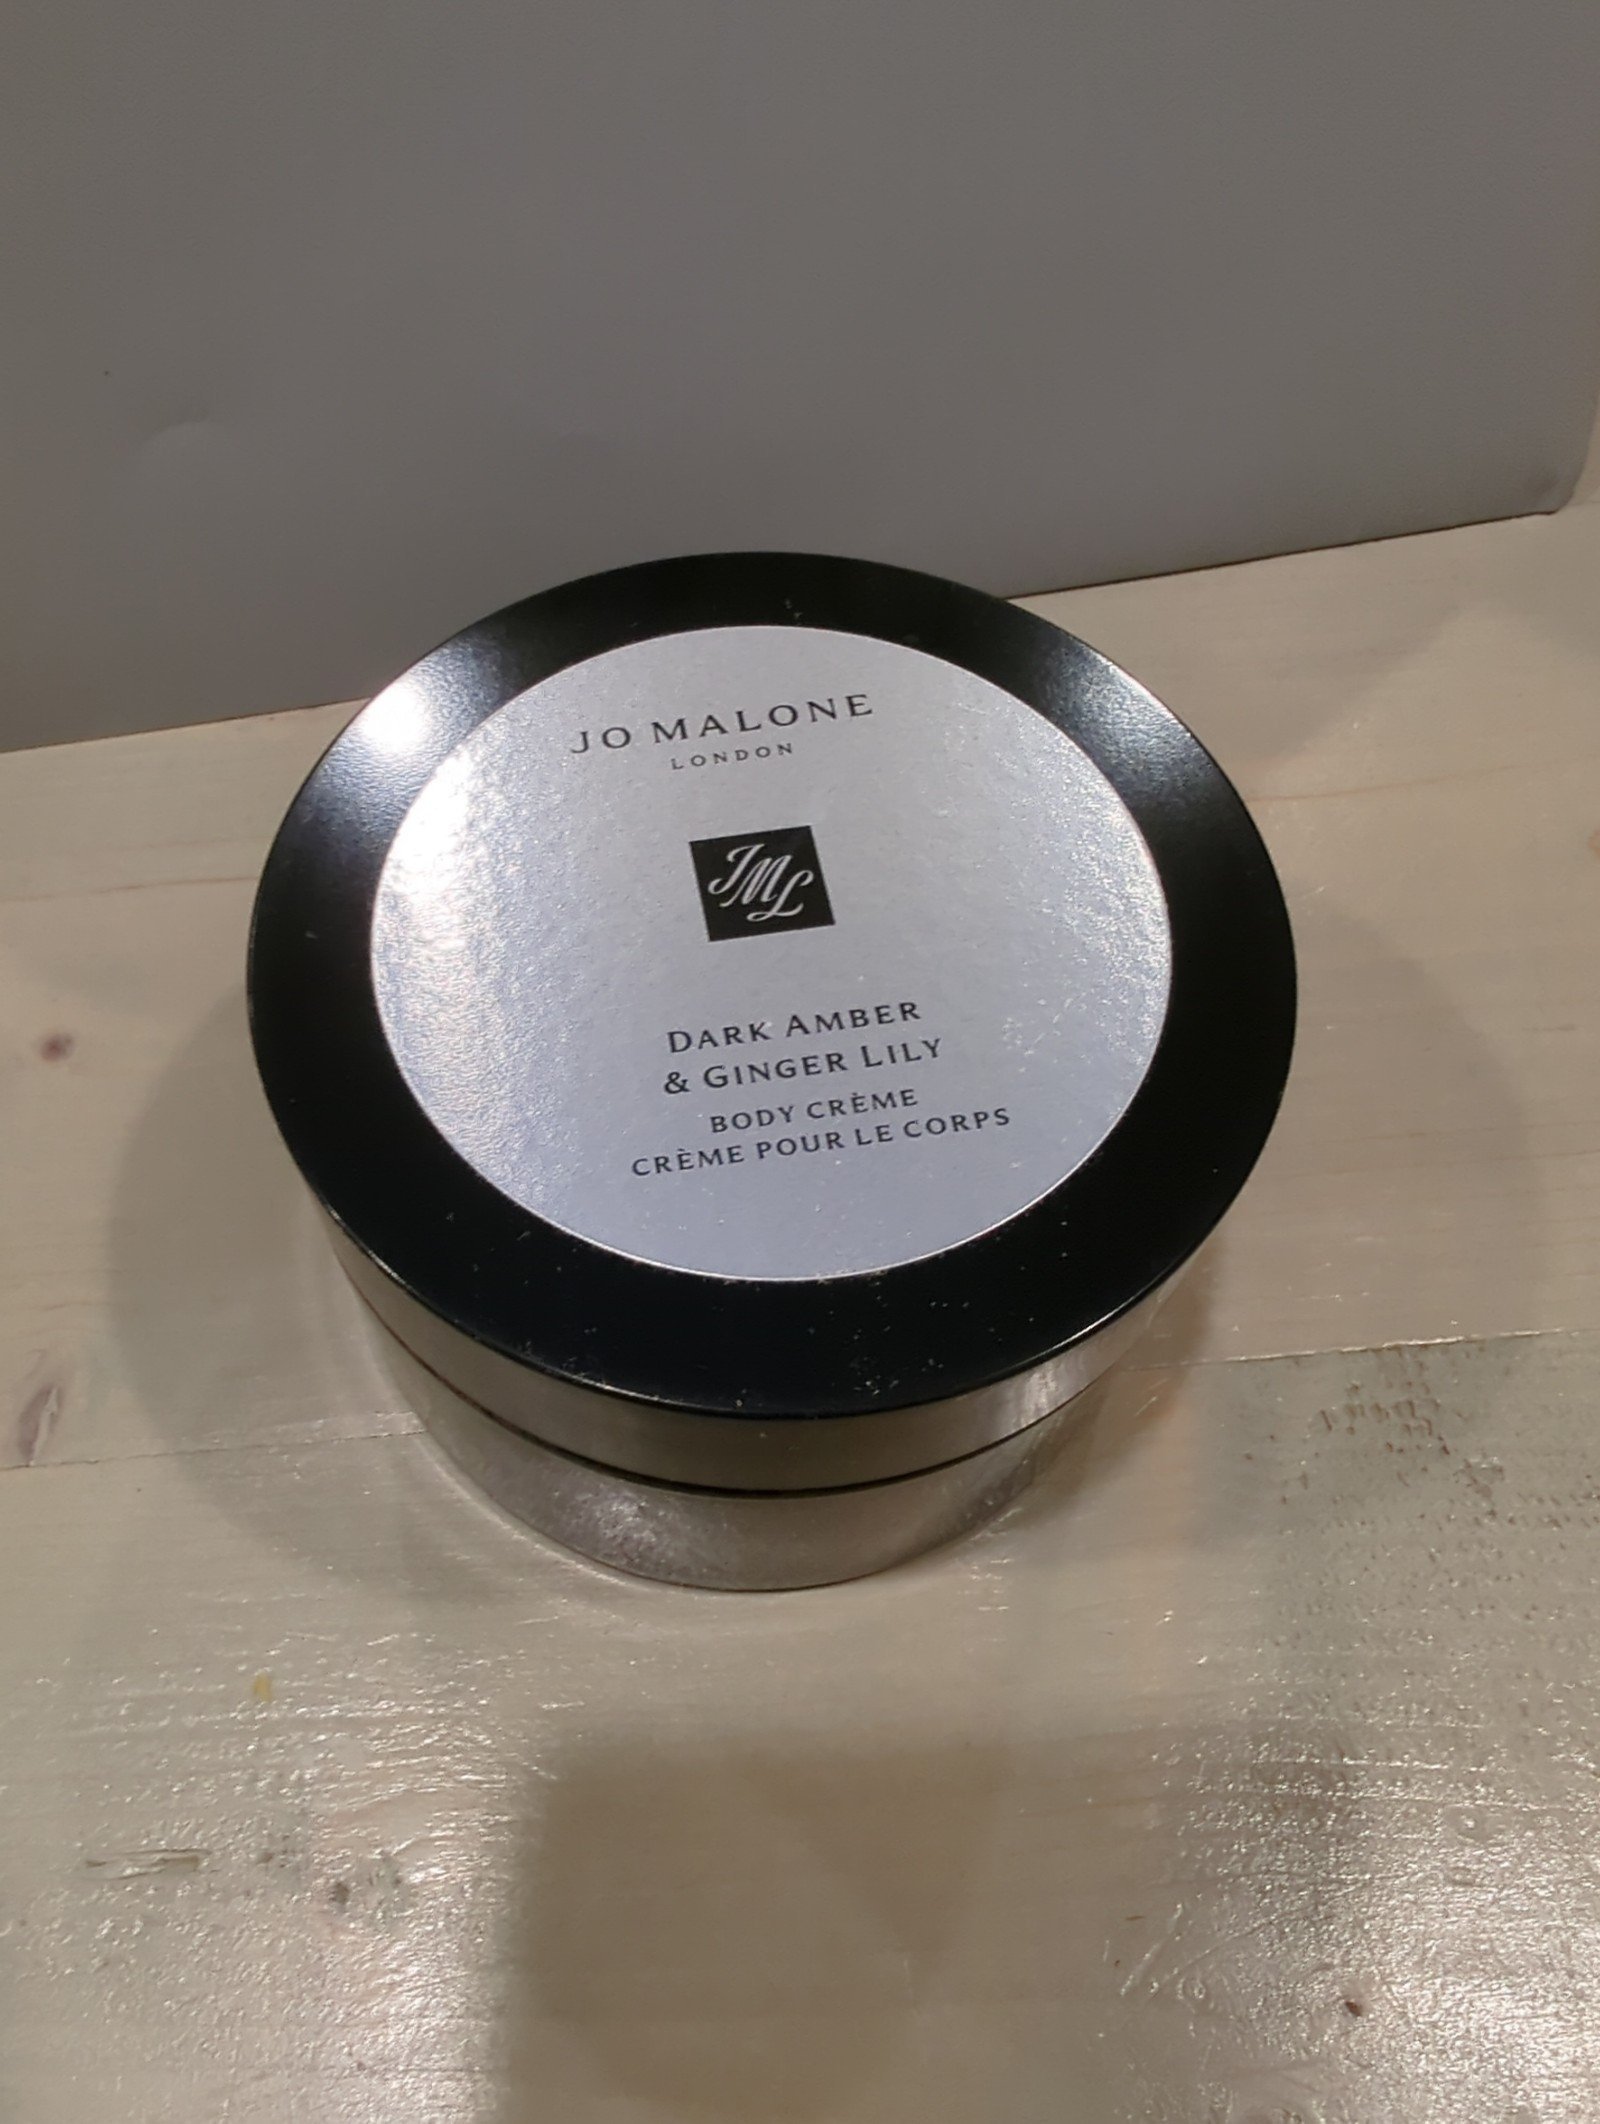 JO MALONE
LONDON
JML
DARK AMBER
& GINGER LILY
BODY CRÈME
CRÈME POUR LE CORPS